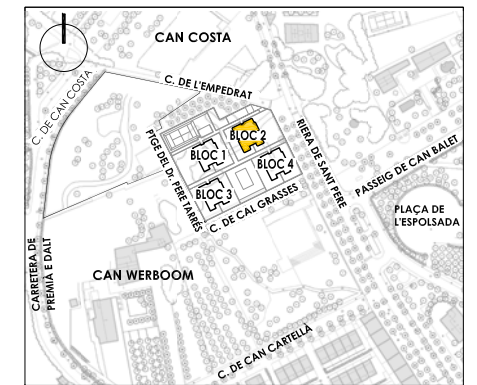 CAN COSTA
C. DE CAN COSTA
C. DE L'EMPEDRAT
BLOC 2
BLOC 1
BLOC 4
BLOC 3
PTGE DEL Dr. PERE TARRÉS
RIERA DE SANT PERE
PASSEIG DE CAN BALET
C. DE CAL GRASSES
PLAÇA DE
L'ESPOLSADA
CARRETERA DE
PREMIÀ E DALT
CAN WERBOOM
C. DE CAN CARTELLÀ